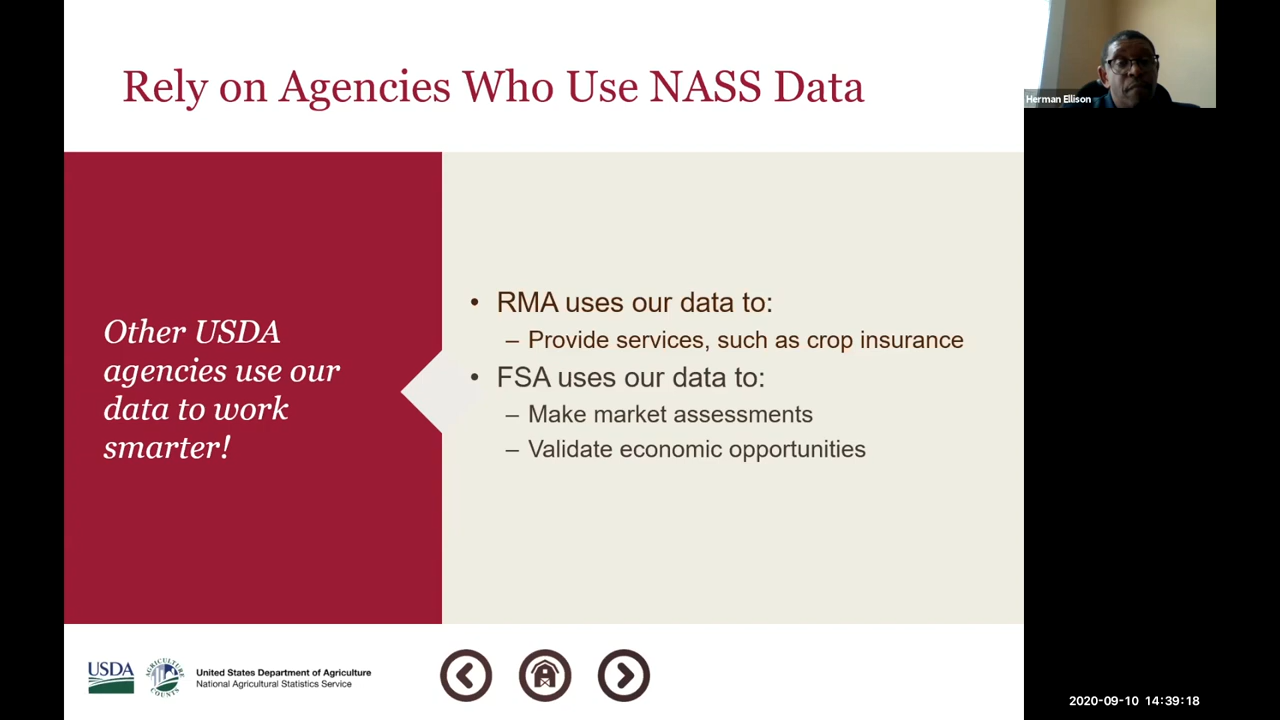 Rely on Agencies Who Use NASS Data
Herman Ellison
Other USDA
agencies use our
data to work
smarter!
• RMA uses our data to:
– Provide services, such as crop insurance
• FSA uses our data to:
– Make market assessments
– Validate economic opportunities
USDA
AGRICULTURE
COUNTS
United States Department of Agriculture
National Agricultural Statistics Service
2020-09-10 14:39:18